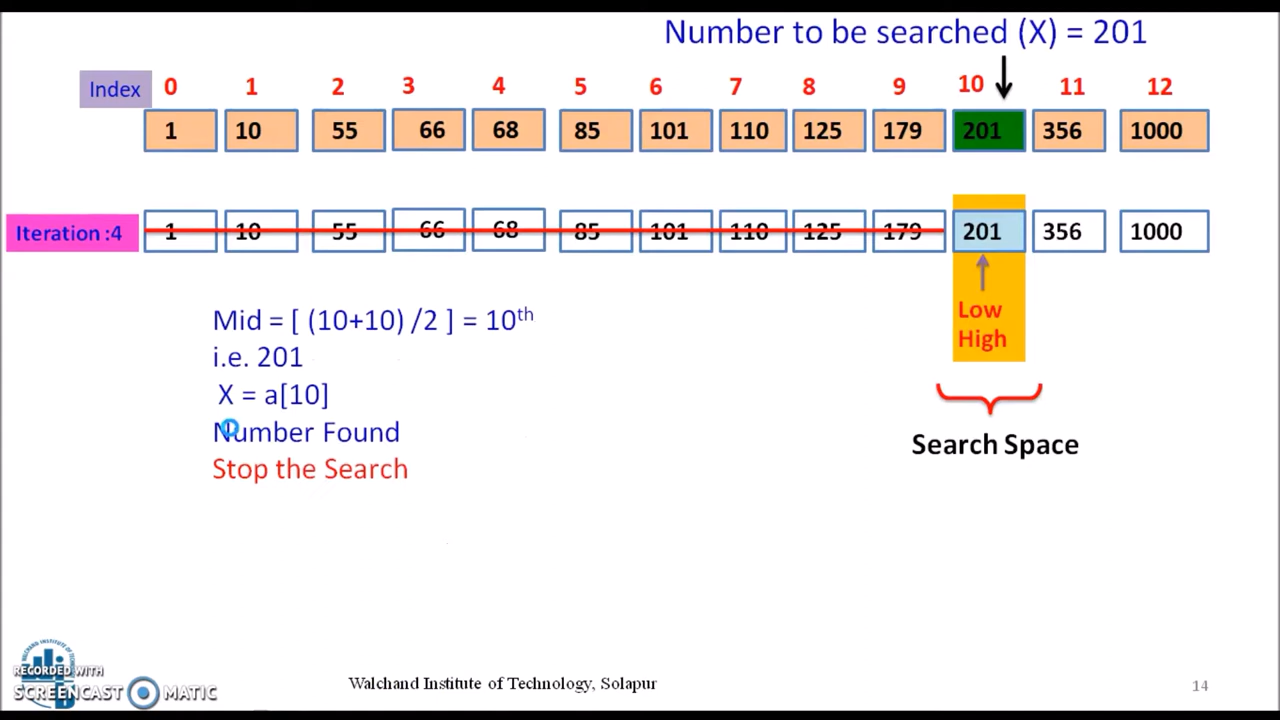 Number to be searched (X) = 201
Index 0 1 2 3 4 5 6 7 8 9 10 11 12
1 10 55 66 68 85 101 110 125 179 201 356 1000
Iteration :4 1 10 55 66 68 85 101 110 125 179 201 356 1000
Low
High
Mid = [ (10+10) /2 ] = 10th
i.e. 201
X = a[10]
Number Found
Stop the Search
Search Space
RECORDED WITH
SCREENCAST MATIC
Walchand Institute of Technology, Solapur
14